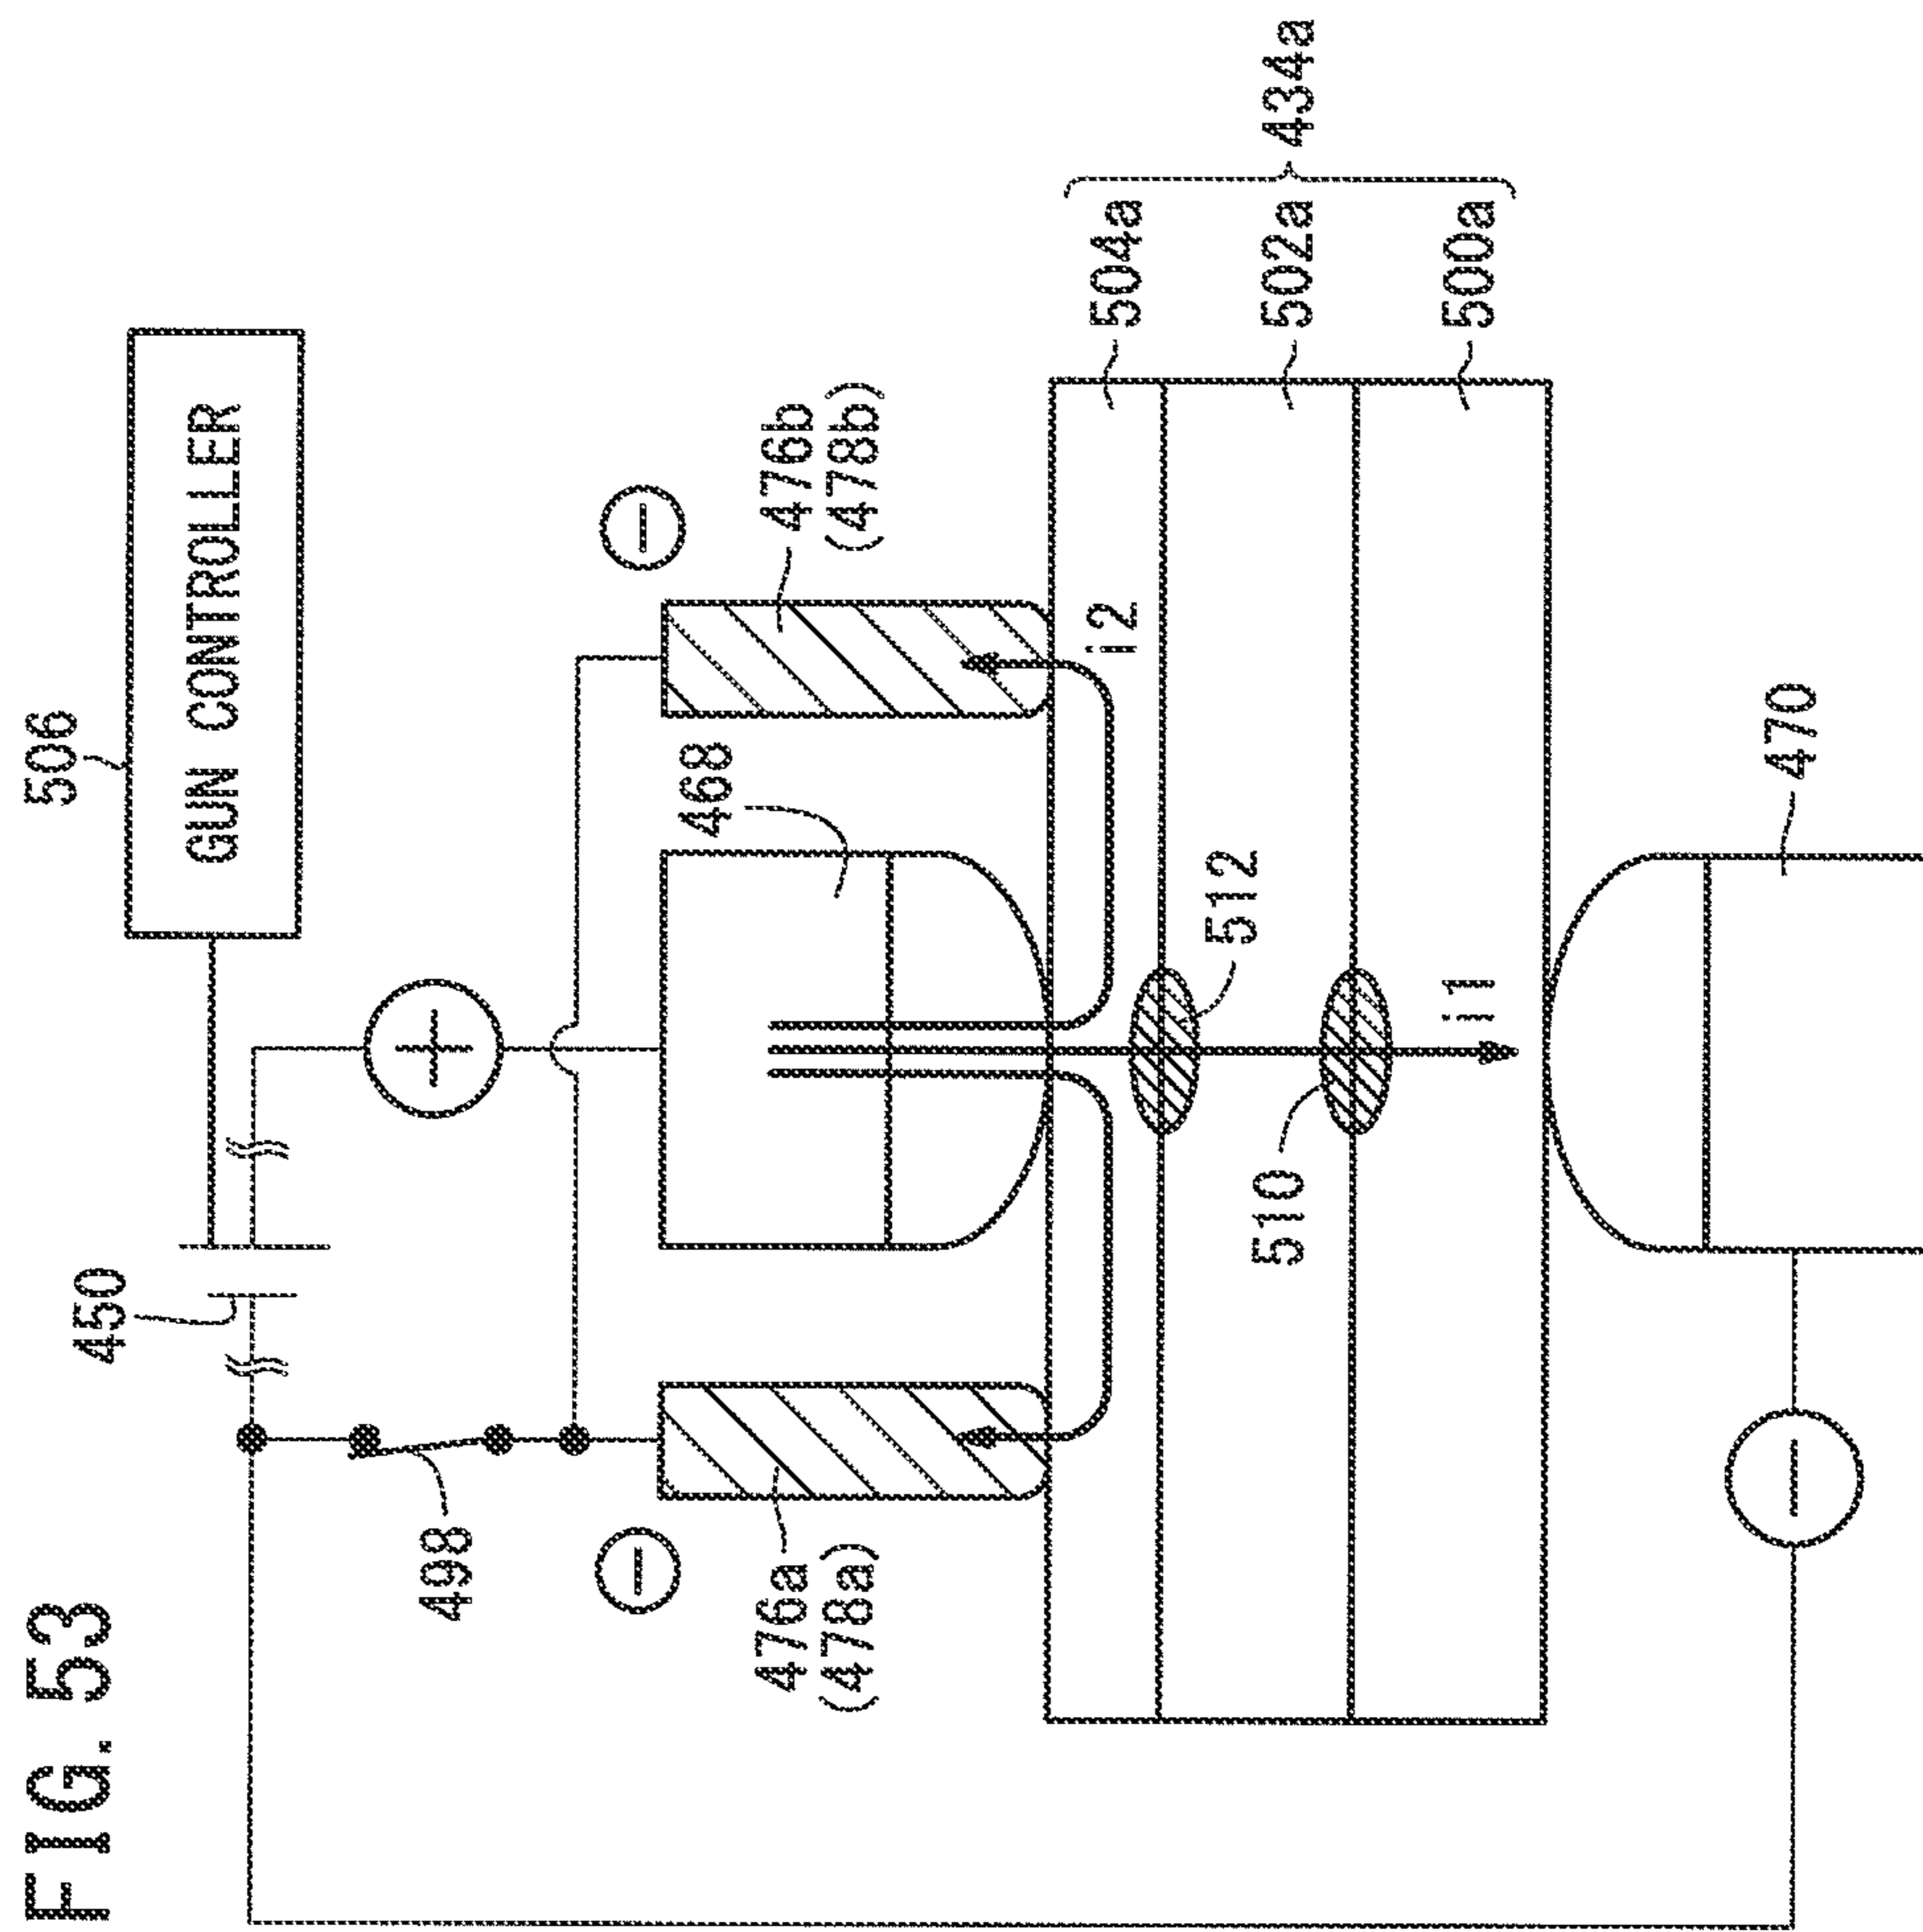 FIG. 53
506
GUN CONTROLLER
450
+
498
−
−
476a
(478a)
468
476b
(478b)
i2
504a
502a
500a
434a
512
510
i1
470
−